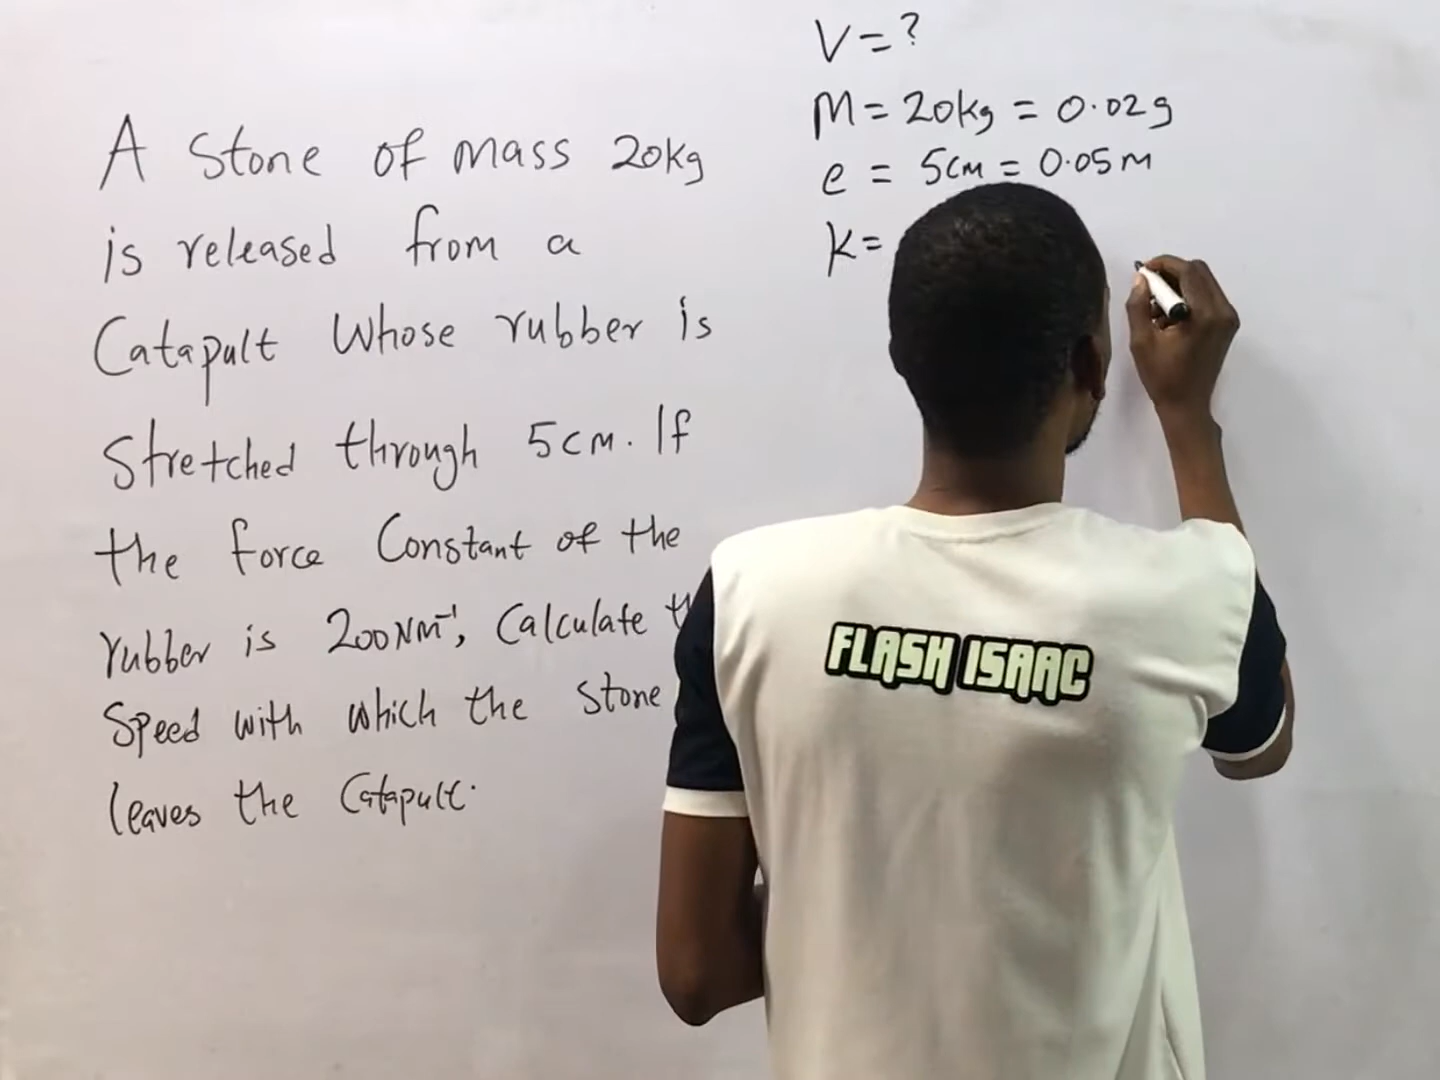 A Stone of mass 20kg
is released from a
Catapult whose rubber is
Stretched through 5cm. If
the force Constant of the
rubber is 200NM⁻¹, Calculate
Speed with which the stone
leaves the Catapult.
V = ?
M = 20kg = 0.02g
e = 5cm = 0.05M
K =
FLASH ISAAC